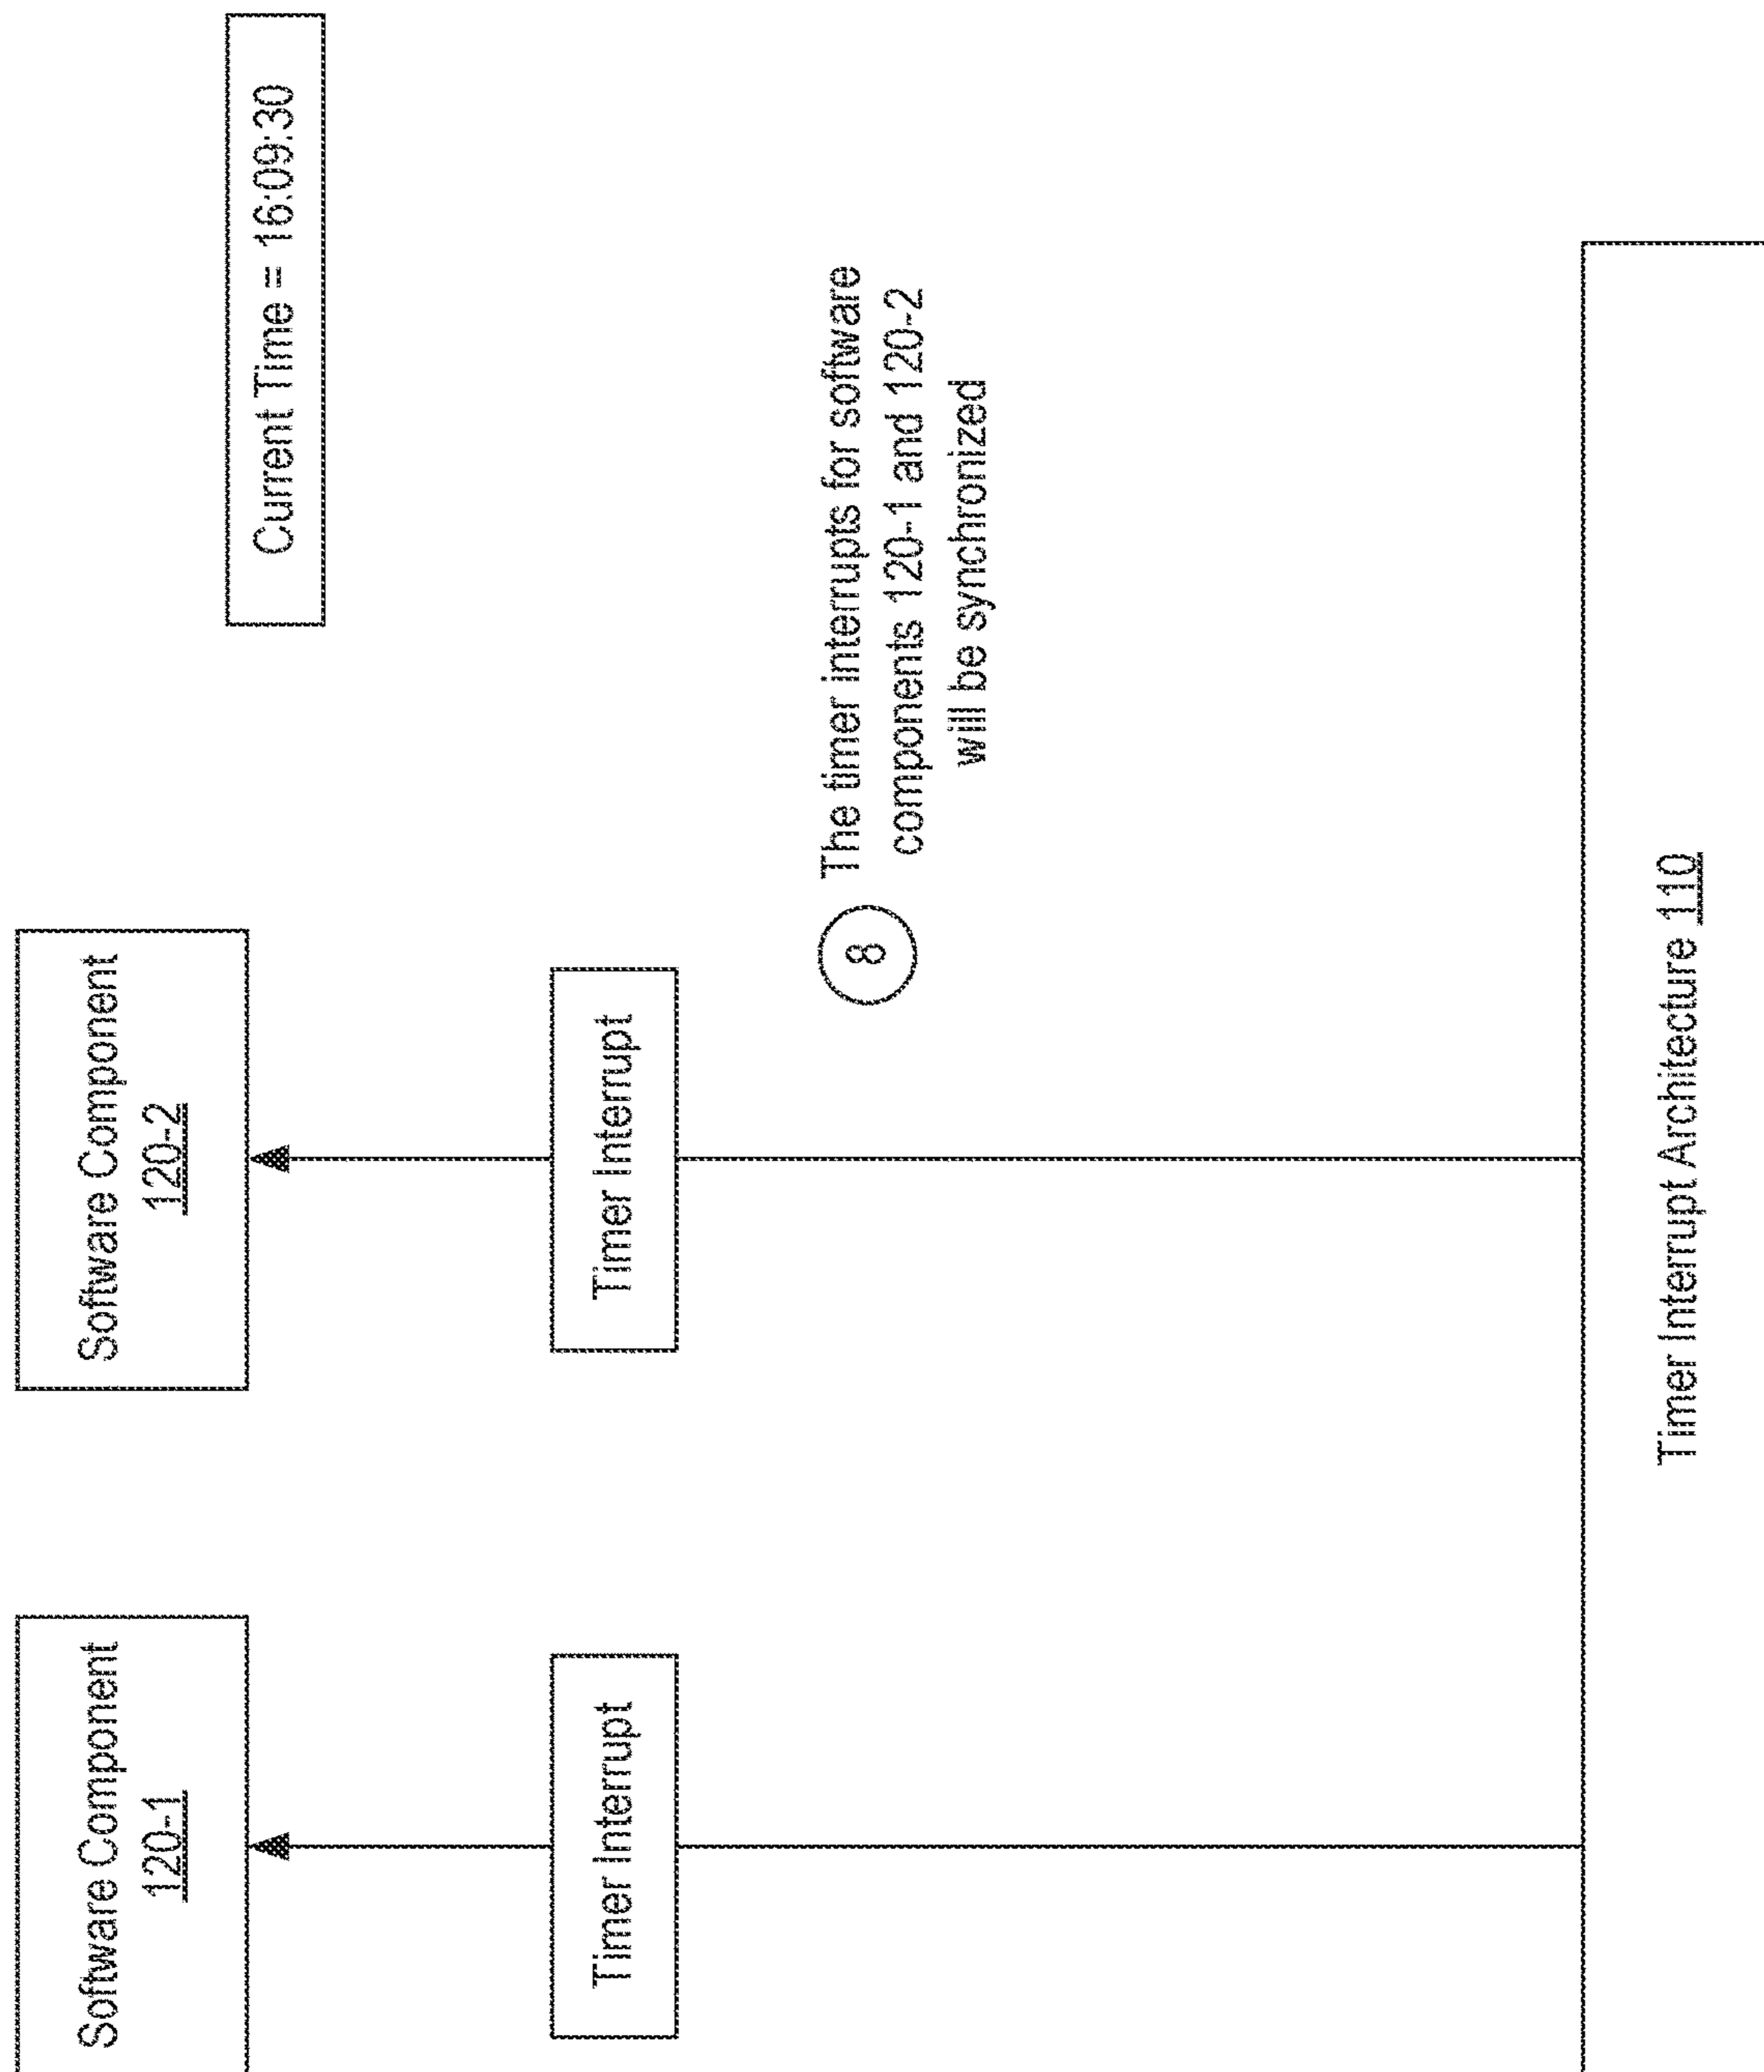 Software Component
120-1
Software Component
120-2
Current Time = 16:09:30
Timer Interrupt
Timer Interrupt
8
The timer interrupts for software
components 120-1 and 120-2
will be synchronized
Timer Interrupt Architecture 110